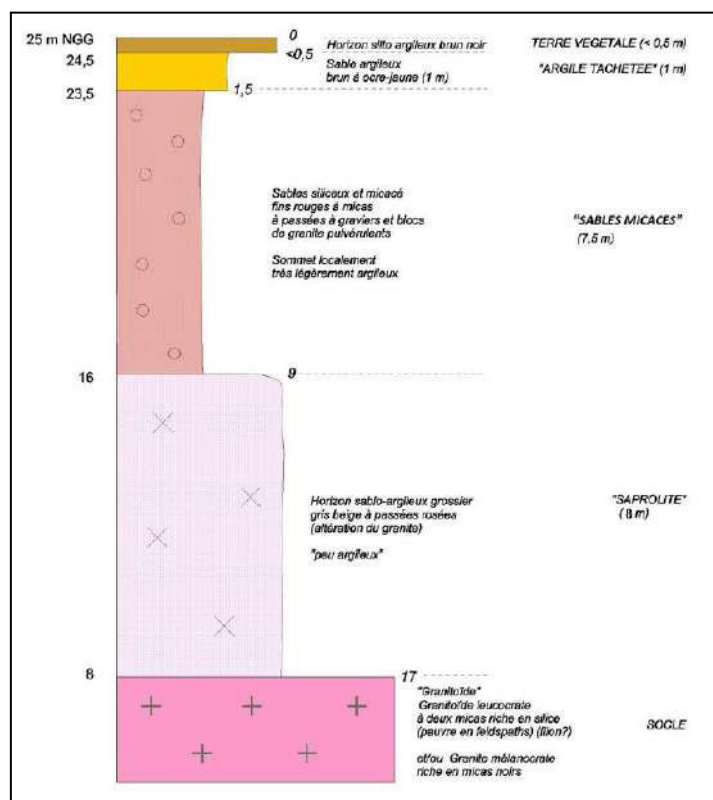 25 m NGG
0
Horizon silto argileux brun noir
TERRE VEGETALE (< 0,5 m)
24,5
<0,5
Sable argileux
brun à ocre-jaune (1 m)
"ARGILE TACHETEE" (1 m)
23,5
1,5
Sables siliceux et micacé
fins rouges à micas
à passées à graviers et blocs
de granite pulvérulents
Sommet localement
très légèrement argileux
"SABLES MICACES"
(7,5 m)
16
9
Horizon sablo-argileux grossier
gris beige à passées rosées
(altération du granite)
"peu argileux"
"SAPROLITE"
(8 m)
8
17
"Granitoïde"
Granitoïde leucocrate
à deux micas riche en silice
(pauvre en feldspaths) (filon?)
et/ou Granite mélanocrate
riche en micas noirs
SOCLE